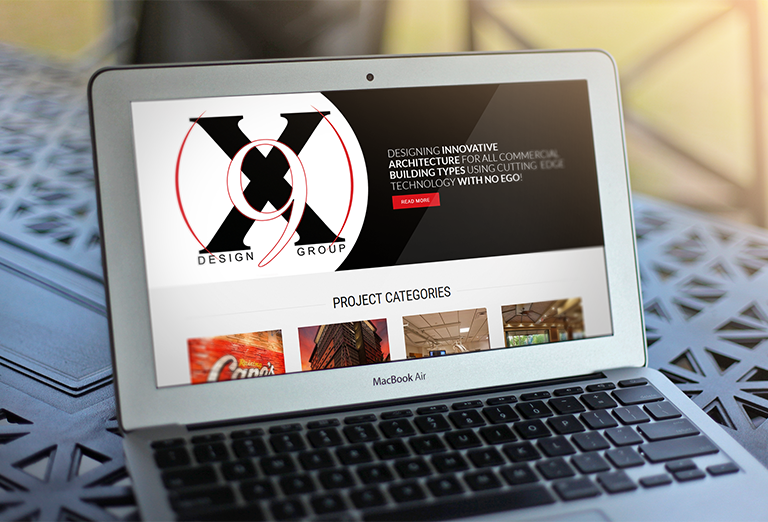 X
9
DESIGN GROUP
DESIGNING INNOVATIVE
ARCHITECTURE FOR ALL COMMERCIAL
BUILDING TYPES USING CUTTING EDGE
TECHNOLOGY WITH NO EGO!
READ MORE
PROJECT CATEGORIES
Capo's
MacBook Air